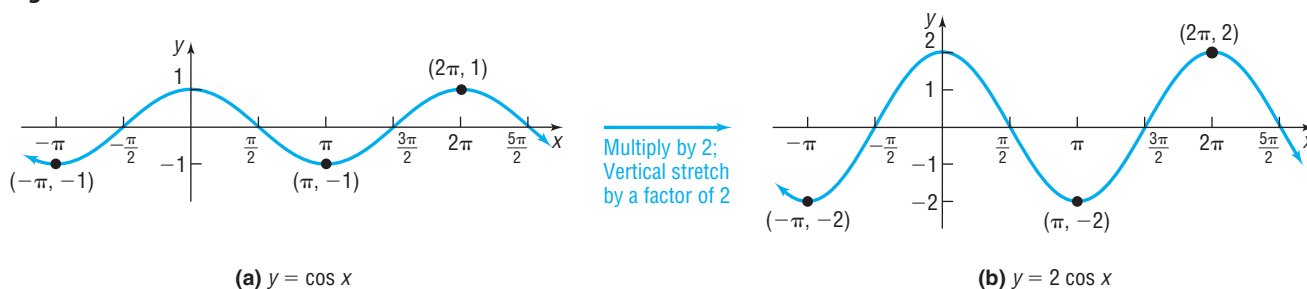 y
1
(2π, 1)
−π
−π/2
π/2
π
3π/2
2π
5π/2
x
−1
(−π, −1)
(π, −1)
(a) y = cos x
Multiply by 2;
Vertical stretch
by a factor of 2
y
2
(2π, 2)
1
−π
−π/2
π/2
π
3π/2
2π
5π/2
x
−1
−2
(−π, −2)
(π, −2)
(b) y = 2 cos x